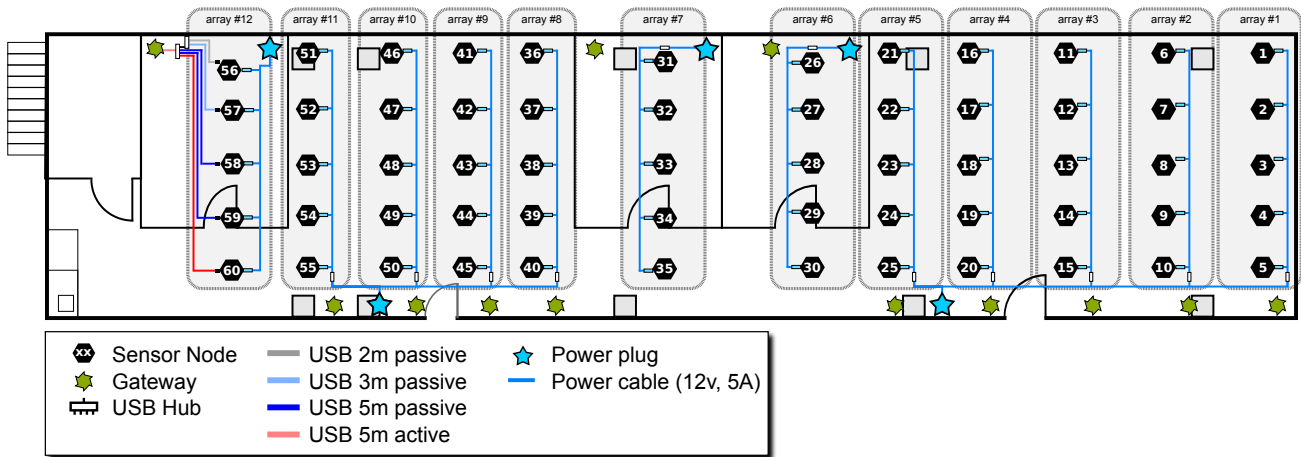 array #12 array #11 array #10 array #9 array #8 array #7 array #6 array #5 array #4 array #3 array #2 array #1
56 51 46 41 36 31 26 21 16 11 6 1
57 52 47 42 37 32 27 22 17 12 7 2
58 53 48 43 38 33 28 23 18 13 8 3
59 54 49 44 39 34 29 24 19 14 9 4
60 55 50 45 40 35 30 25 20 15 10 5
xx Sensor Node USB 2m passive Power plug
Gateway USB 3m passive Power cable (12v, 5A)
USB Hub USB 5m passive
USB 5m active